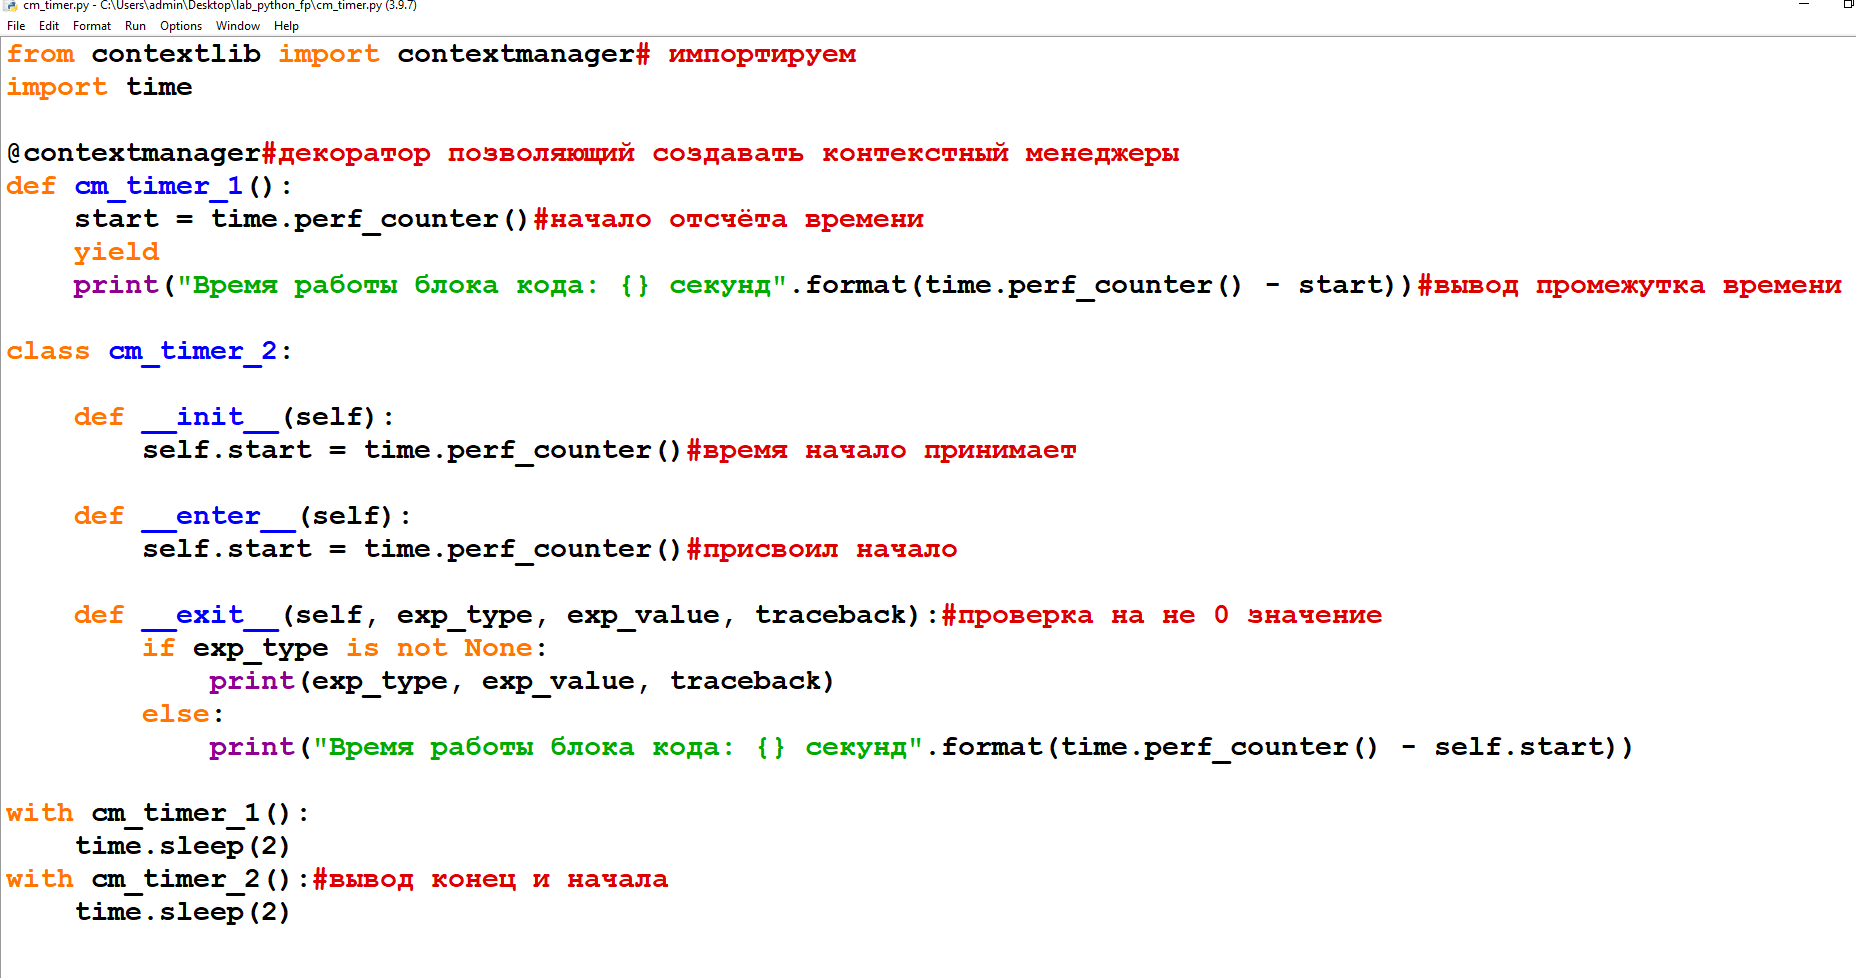 cm_timer.py - C:\Users\admin\Desktop\lab_python_fp\cm_timer.py (3.9.7)
File Edit Format Run Options Window Help
from contextlib import contextmanager# импортируем
import time
@contextmanager#декоратор позволяющий создавать контекстный менеджеры
def cm_timer_1():
    start = time.perf_counter()#начало отсчёта времени
    yield
    print("Время работы блока кода: {} секунд".format(time.perf_counter() - start))#вывод промежутка времени
class cm_timer_2:
    def __init__(self):
        self.start = time.perf_counter()#время начало принимает
    def __enter__(self):
        self.start = time.perf_counter()#присвоил начало
    def __exit__(self, exp_type, exp_value, traceback):#проверка на не 0 значение
        if exp_type is not None:
            print(exp_type, exp_value, traceback)
        else:
            print("Время работы блока кода: {} секунд".format(time.perf_counter() - self.start))
with cm_timer_1():
    time.sleep(2)
with cm_timer_2():#вывод конец и начала
    time.sleep(2)